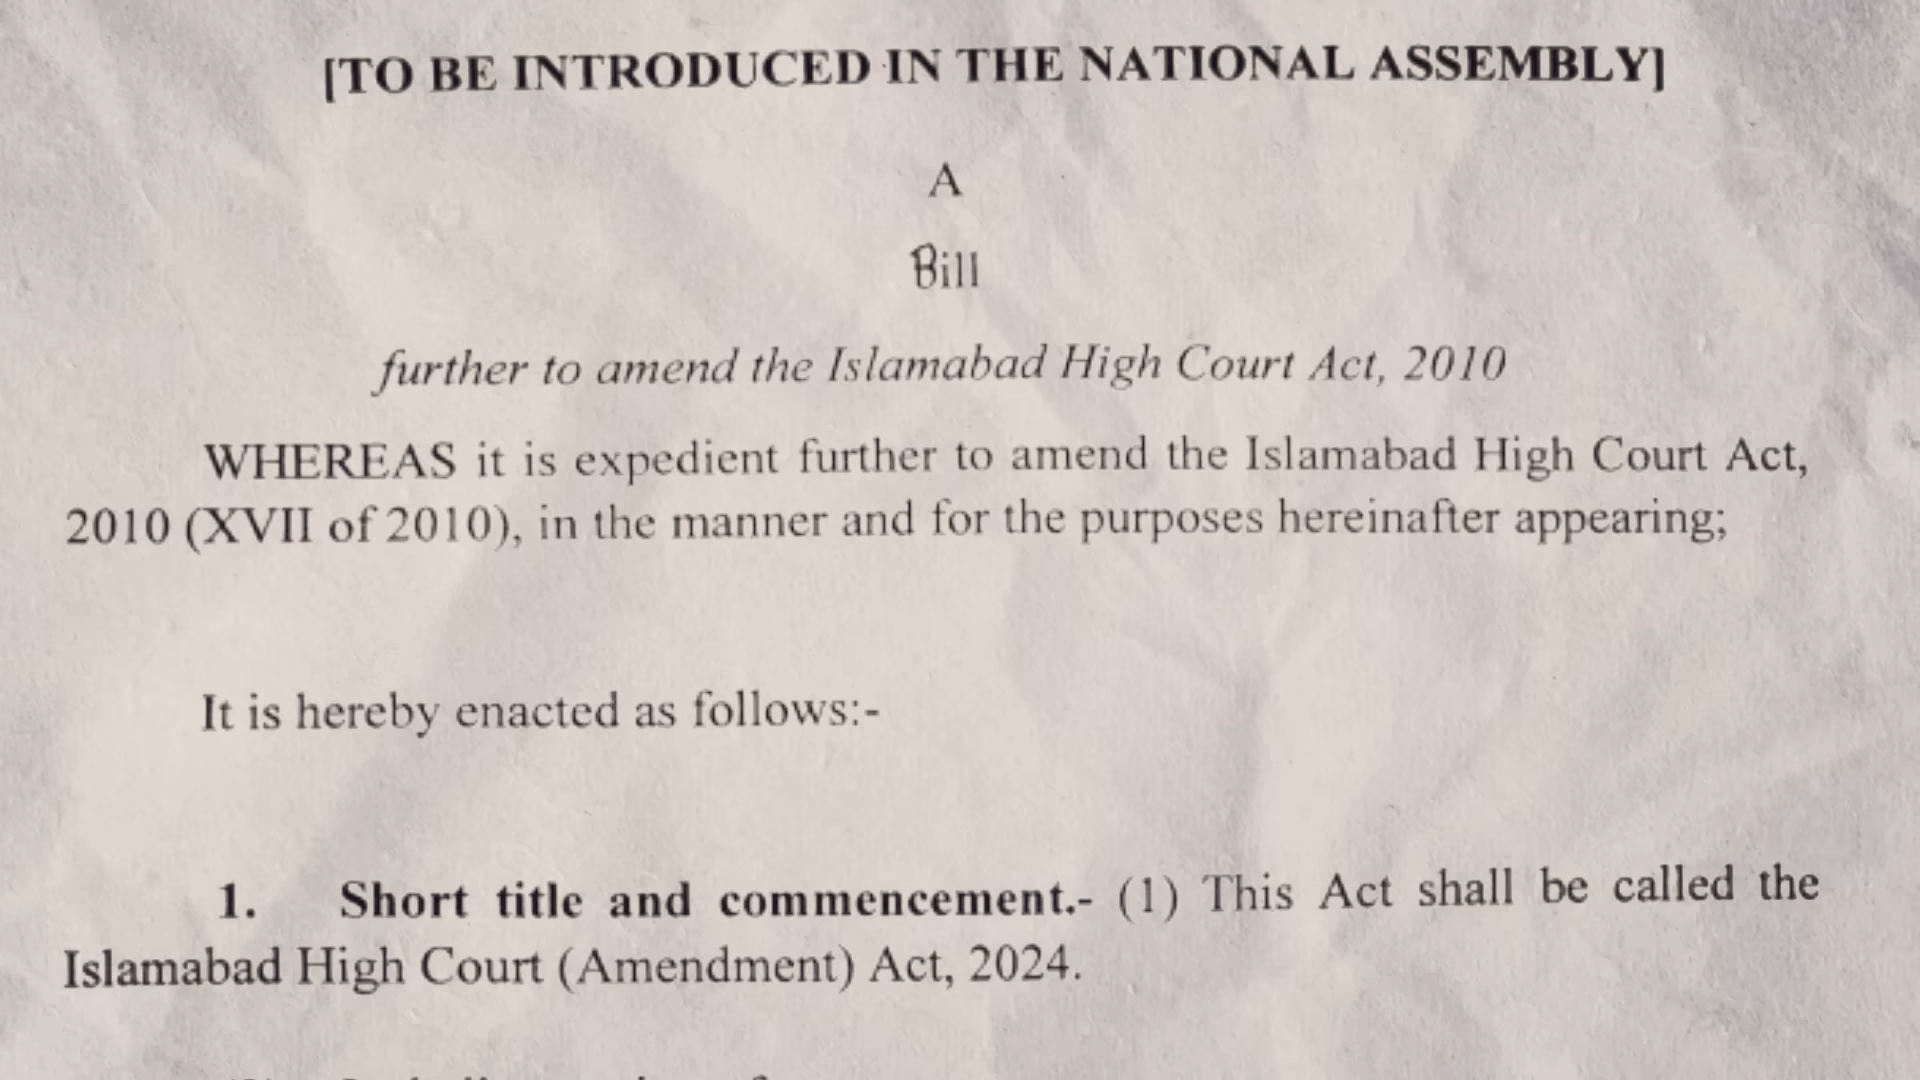 [TO BE INTRODUCED IN THE NATIONAL ASSEMBLY]
A
Bill
further to amend the Islamabad High Court Act, 2010
WHEREAS it is expedient further to amend the Islamabad High Court Act,
2010 (XVII of 2010), in the manner and for the purposes hereinafter appearing;
It is hereby enacted as follows:-
1. Short title and commencement.- (1) This Act shall be called the
Islamabad High Court (Amendment) Act, 2024.